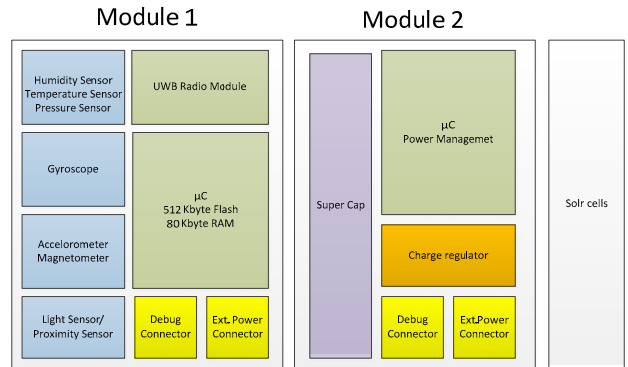 Module 1
Module 2
Humidity Sensor
Temperature Sensor
Pressure Sensor
UWB Radio Module
Gyroscope
µC
512 Kbyte Flash
80 Kbyte RAM
Accelorometer
Magnetometer
Light Sensor/
Proximity Sensor
Debug
Connector
Ext. Power
Connector
Super Cap
µC
Power Managemet
Charge regulator
Debug
Connector
Ext. Power
Connector
Solr cells